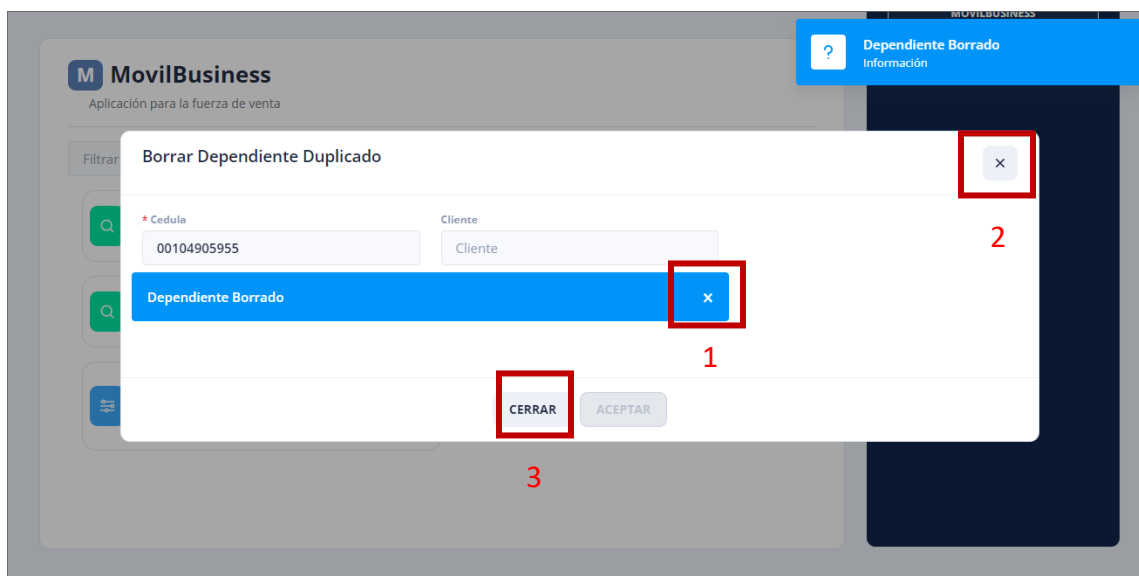 MOVILBUSINESS
Dependiente Borrado
Información
M MovilBusiness
Aplicación para la fuerza de venta
Filtrar
Borrar Dependiente Duplicado
×
2
* Cedula
Cliente
00104905955
Cliente
Dependiente Borrado
×
1
CERRAR
ACEPTAR
3